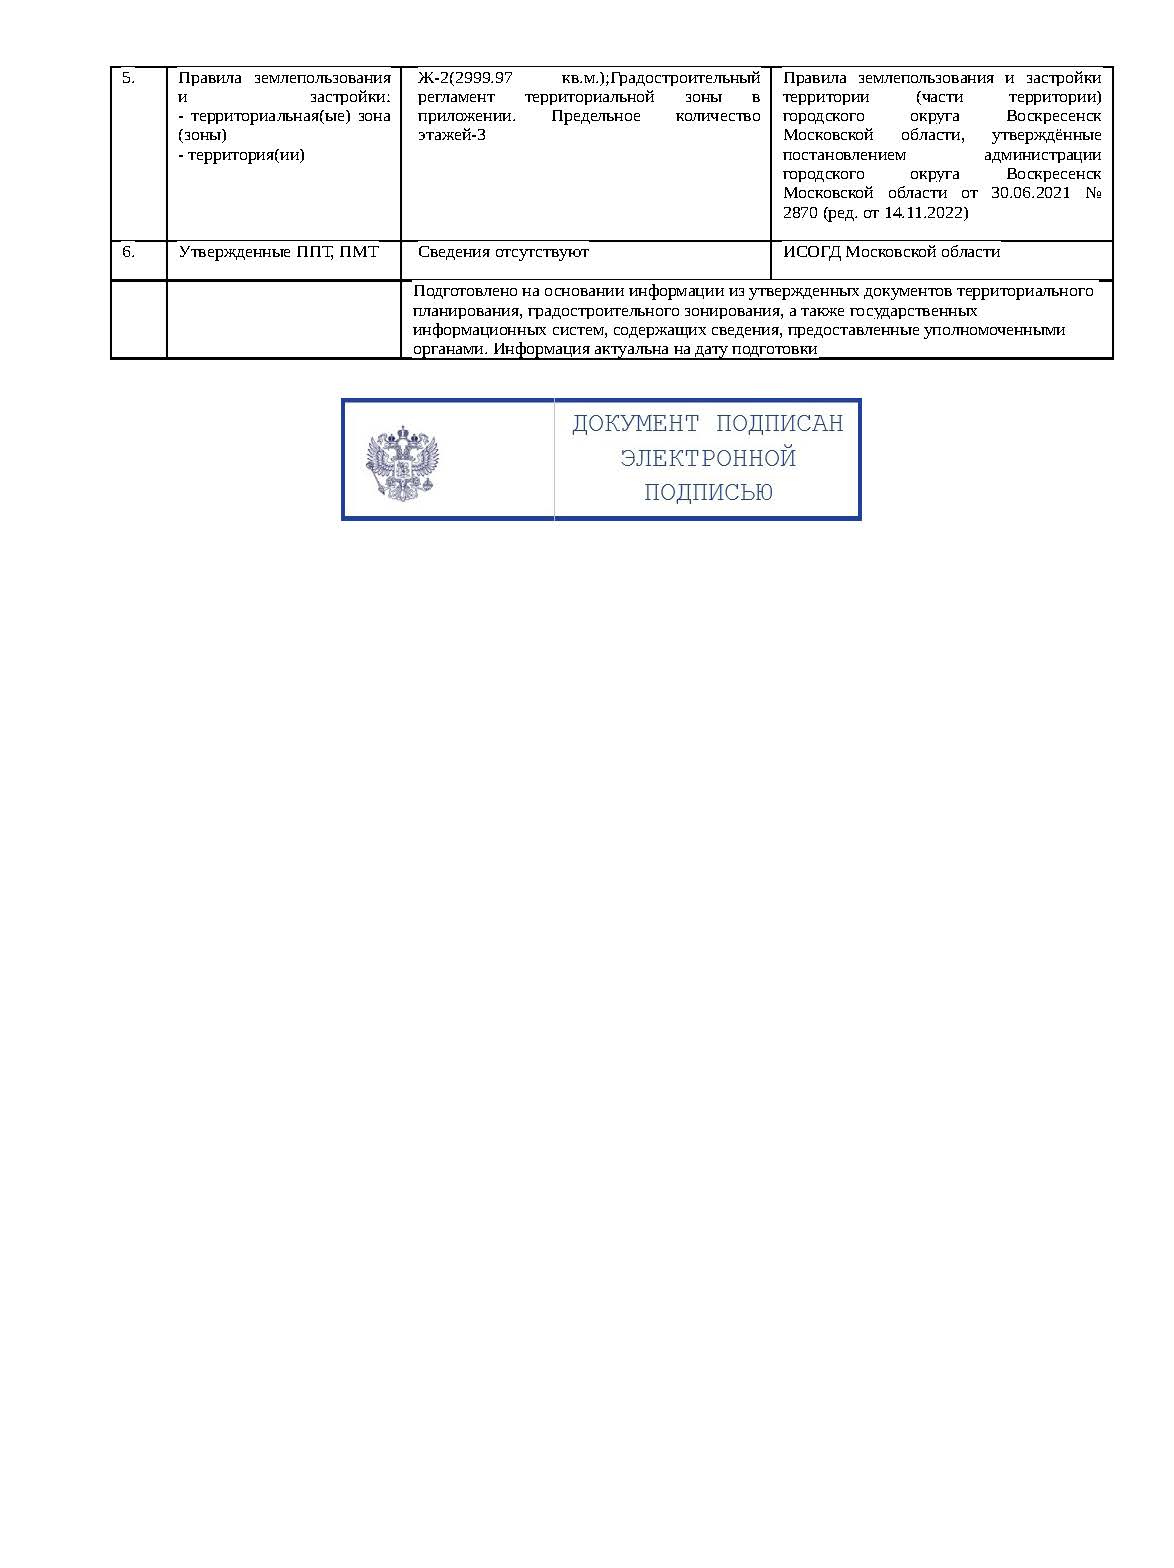 5.
Правила землепользования
и застройки:
- территориальная(ые) зона
(зоны)
- территория(ии)
Ж-2(2999.97 кв.м.);Градостроительный
регламент территориальной зоны в
приложении. Предельное количество
этажей-3
Правила землепользования и застройки
территории (части территории)
городского округа Воскресенск
Московской области, утверждённые
постановлением администрации
городского округа Воскресенск
Московской области от 30.06.2021 №
2870 (ред. от 14.11.2022)
6.
Утвержденные ППТ, ПМТ
Сведения отсутствуют
ИСОГД Московской области
Подготовлено на основании информации из утвержденных документов территориального
планирования, градостроительного зонирования, а также государственных
информационных систем, содержащих сведения, предоставленные уполномоченными
органами. Информация актуальна на дату подготовки
ДОКУМЕНТ ПОДПИСАН
ЭЛЕКТРОННОЙ
ПОДПИСЬЮ